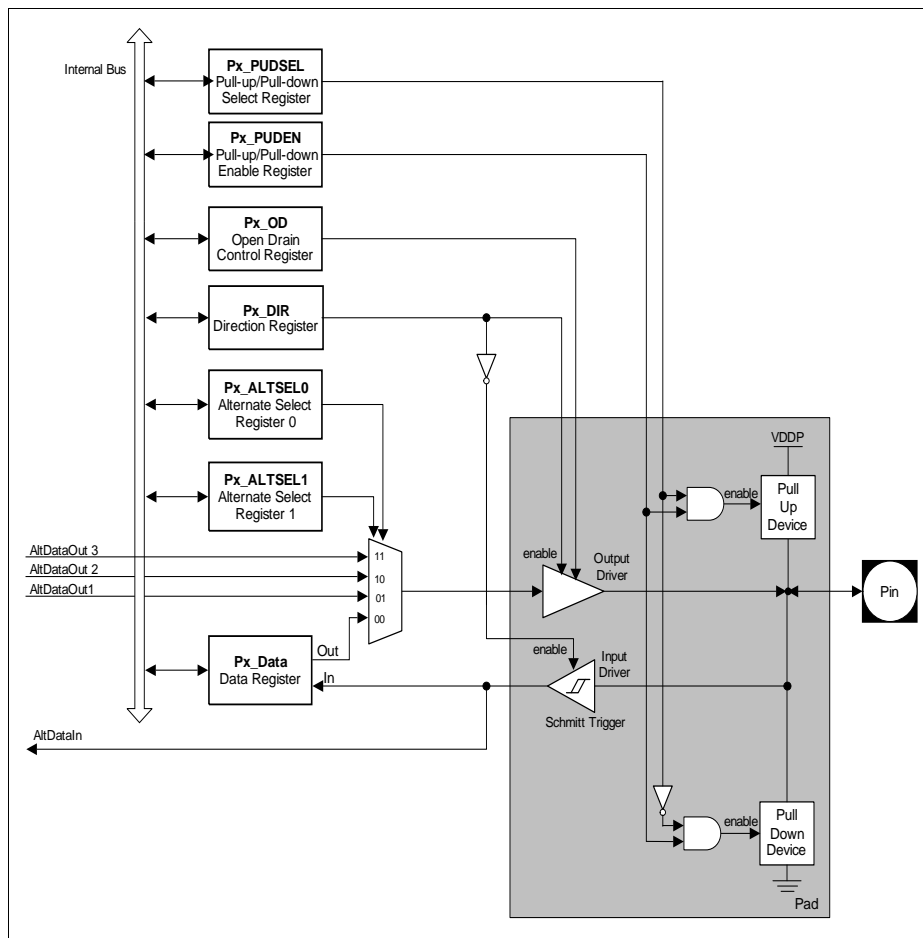 Internal Bus
Px_PUDSEL
Pull-up/Pull-down
Select Register
Px_PUDEN
Pull-up/Pull-down
Enable Register
Px_OD
Open Drain
Control Register
Px_DIR
Direction Register
Px_ALTSEL0
Alternate Select
Register 0
Px_ALTSEL1
Alternate Select
Register 1
AltDataOut 3
AltDataOut 2
AltDataOut1
11
10
01
00
Px_Data
Data Register
Out
In
AltDataIn
VDDP
enable
Pull
Up
Device
enable
Output
Driver
Pin
enable
Input
Driver
Schmitt Trigger
enable
Pull
Down
Device
Pad